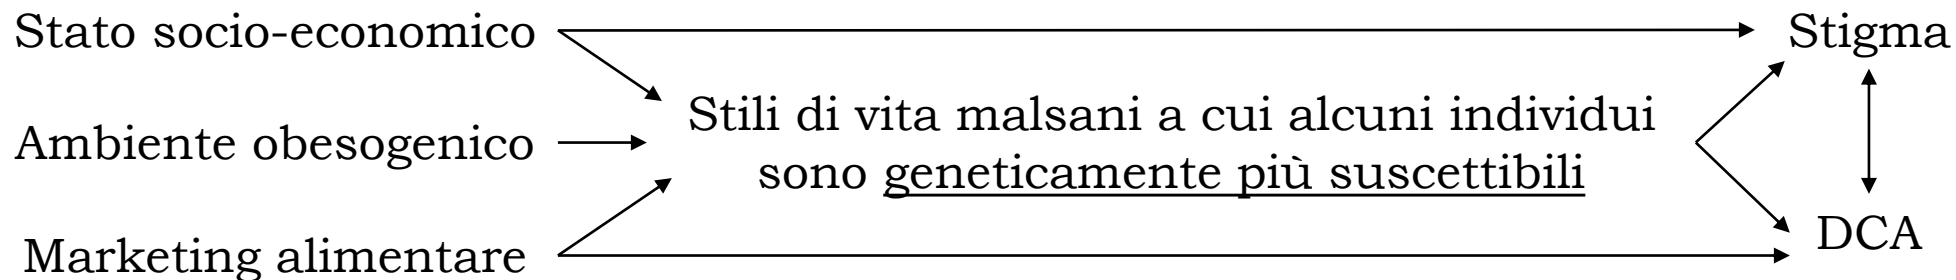 Stato socio-economico
Stigma
Stili di vita malsani a cui alcuni individui
Ambiente obesogenico
sono geneticamente più suscettibili
DCA
Marketing alimentare